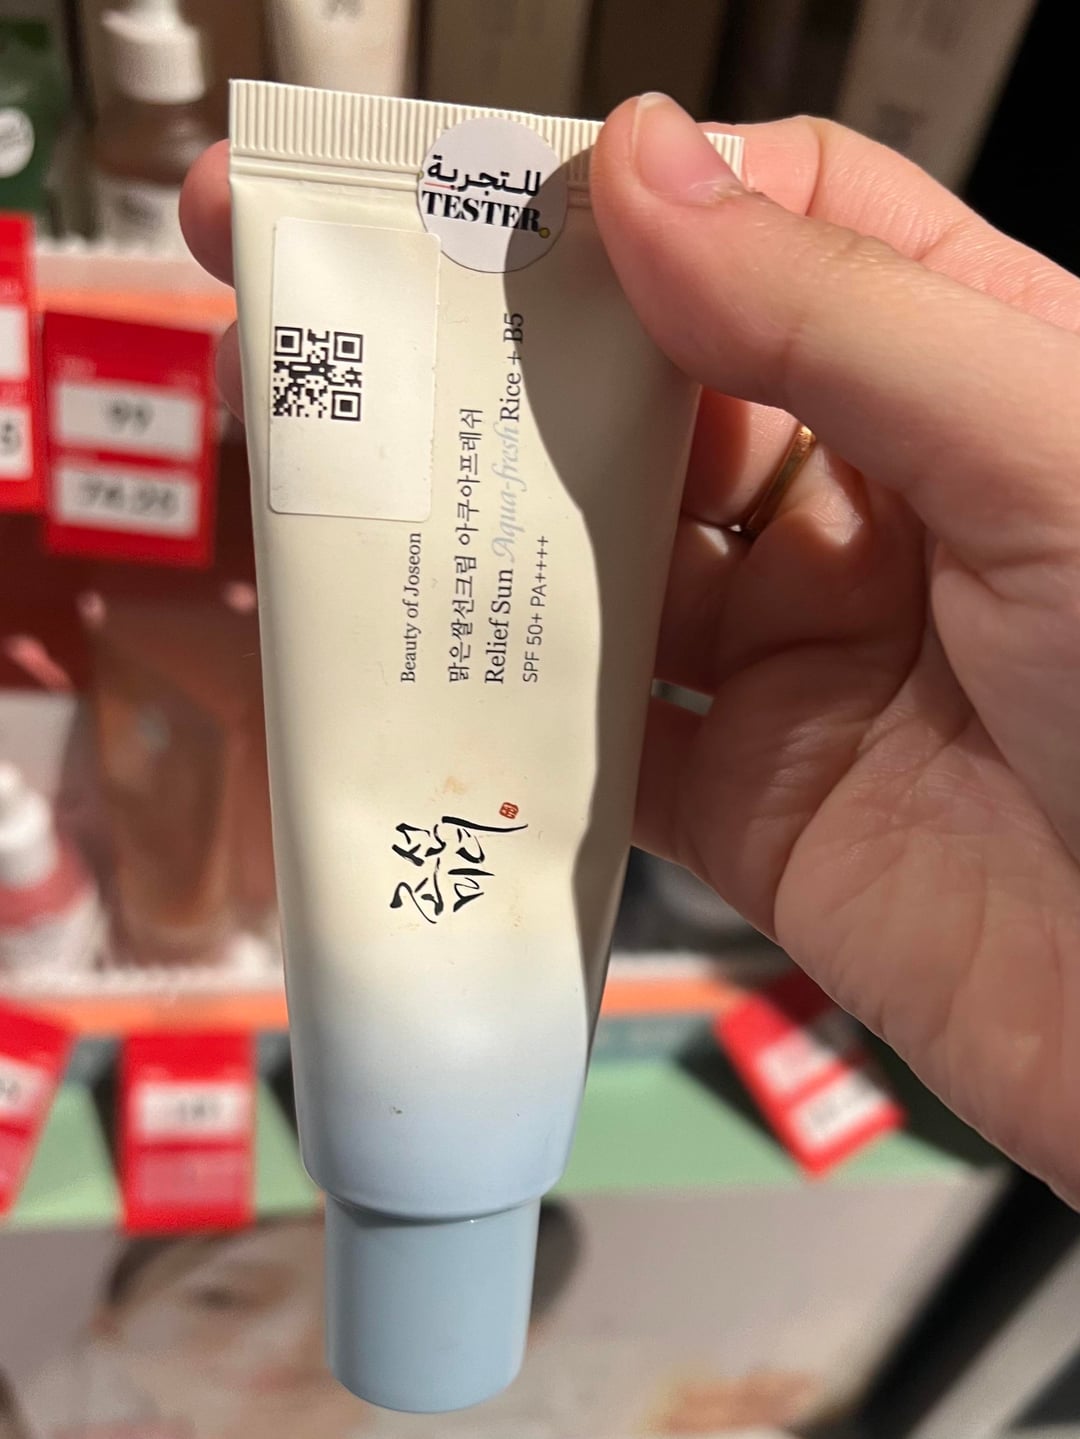 للتجربة
TESTER
Beauty of Joseon
맑은쌀선크림 아쿠아프레쉬
Relief Sun Aqua-fresh Rice + B5
SPF 50+ PA++++
조선
미녀
99